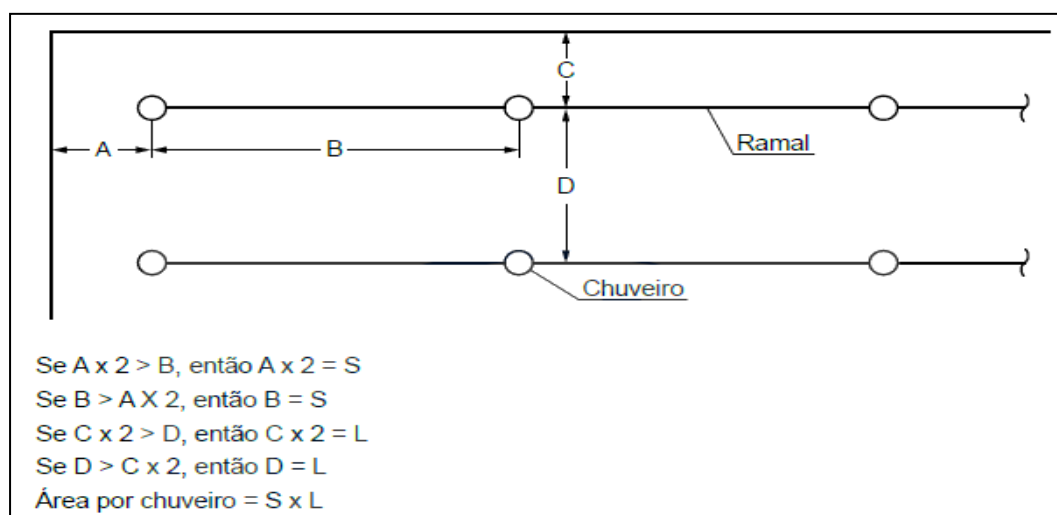 C
A
B
Ramal
D
Chuveiro
Se A x 2 > B, então A x 2 = S
Se B > A X 2, então B = S
Se C x 2 > D, então C x 2 = L
Se D > C x 2, então D = L
Área por chuveiro = S x L